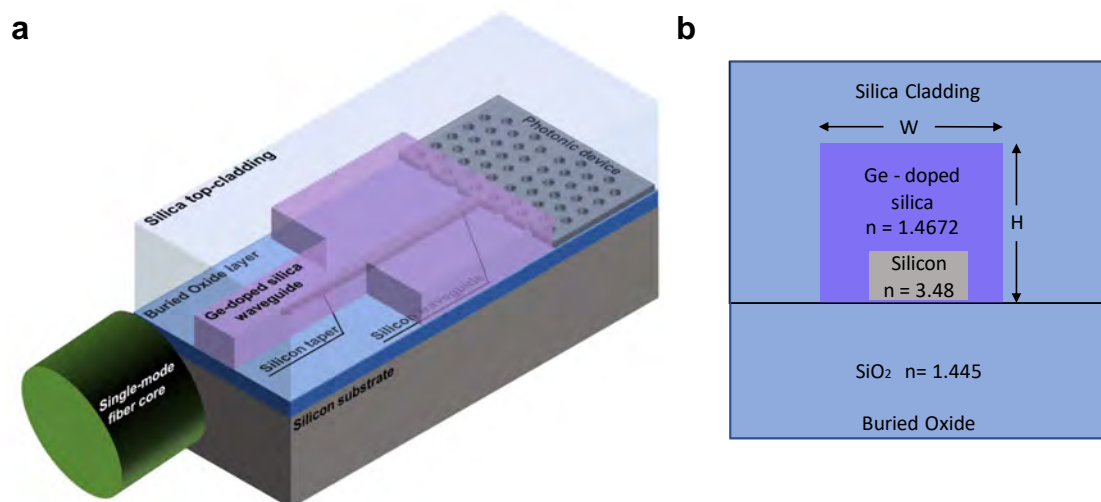 a
Silica top-cladding
Photonic device
Buried Oxide layer
Ge-doped silica
waveguide
Silicon taper
Silicon waveguide
Single-mode
fiber core
Silicon substrate
b
Silica Cladding
W
Ge - doped
silica
n = 1.4672
H
Silicon
n = 3.48
SiO₂ n= 1.445
Buried Oxide